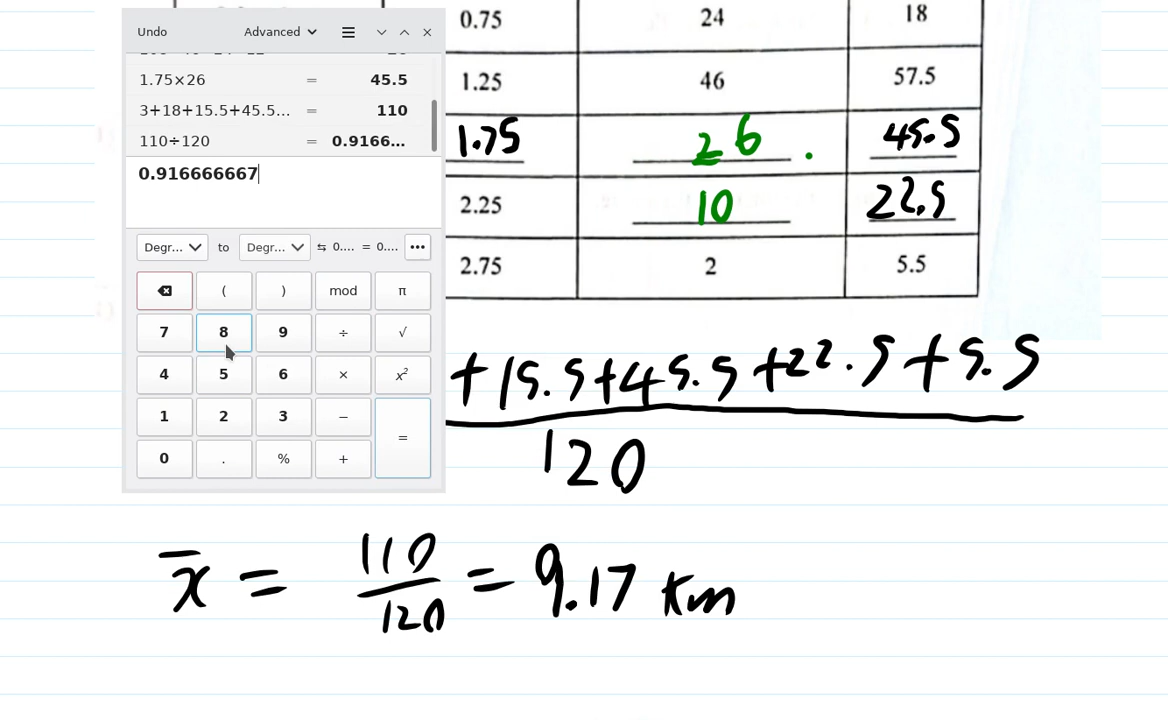 Undo Advanced
1.75×26 = 45.5
3+18+15.5+45.5... = 110
110÷120 = 0.9166...
0.916666667
Degr... to Degr... ⇆ 0.... = 0.... •••
( ) mod π
7 8 9 ÷ √
4 5 6 × x²
1 2 3 −
0 . % + =
0.75 24 18
1.25 46 57.5
1.75 26 . 45.5
2.25 10 22.5
2.75 2 5.5
+15.5+45.5+22.5+5.5
120
x̄ = 110/120 = 9.17 km